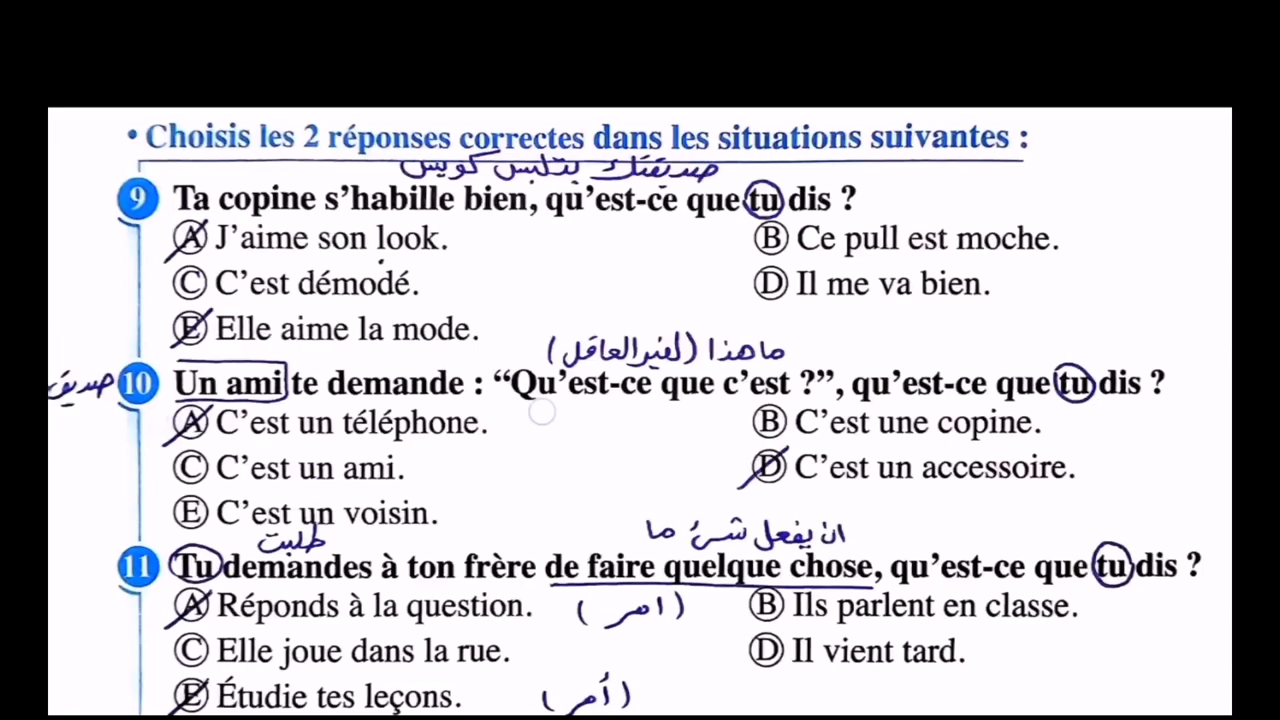 • Choisis les 2 réponses correctes dans les situations suivantes :
صديقتك بتلبس كويس
9 Ta copine s’habille bien, qu’est-ce que tu dis ?
A J’aime son look. B Ce pull est moche.
C C’est démodé. D Il me va bien.
E Elle aime la mode.
ما هذا (لغير العاقل)
صديق 10 Un ami te demande : “Qu’est-ce que c’est ?”, qu’est-ce que tu dis ?
A C’est un téléphone. B C’est une copine.
C C’est un ami. D C’est un accessoire.
E C’est un voisin.
طلبت ان يفعل شئ ما
11 Tu demandes à ton frère de faire quelque chose, qu’est-ce que tu dis ?
A Réponds à la question. (امر) B Ils parlent en classe.
C Elle joue dans la rue. D Il vient tard.
E Étudie tes leçons. (أمر)